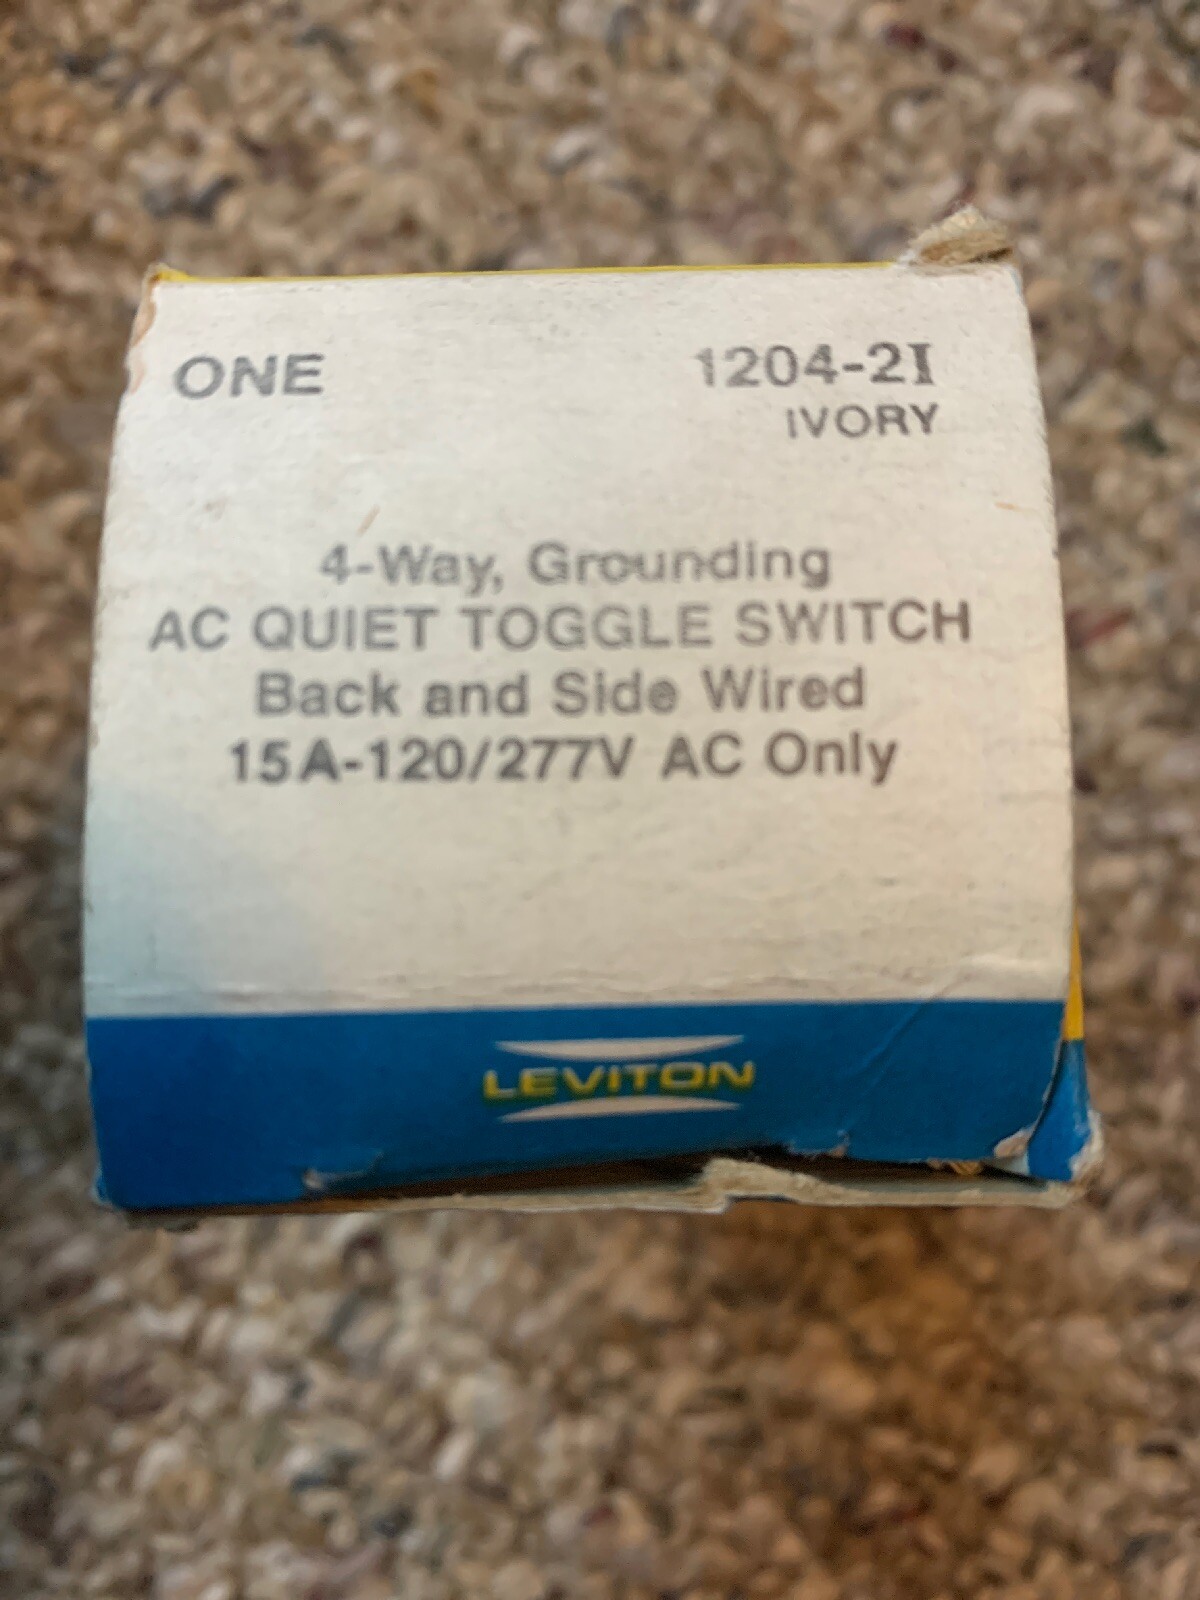 ONE 1204-2I
IVORY
4-Way, Grounding
AC QUIET TOGGLE SWITCH
Back and Side Wired
15A-120/277V AC Only
LEVITON